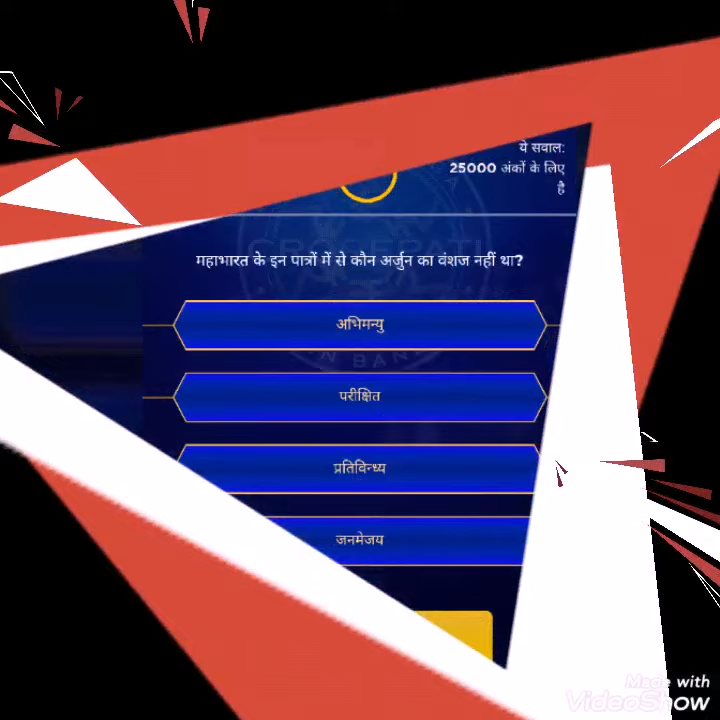 ये सवाल:
25000 अंकों के लिए
है
महाभारत के इन पात्रों में से कौन अर्जुन का वंशज नहीं था?
अभिमन्यु
परीक्षित
प्रतिविन्ध्य
जनमेजय
Made with
VideoShow